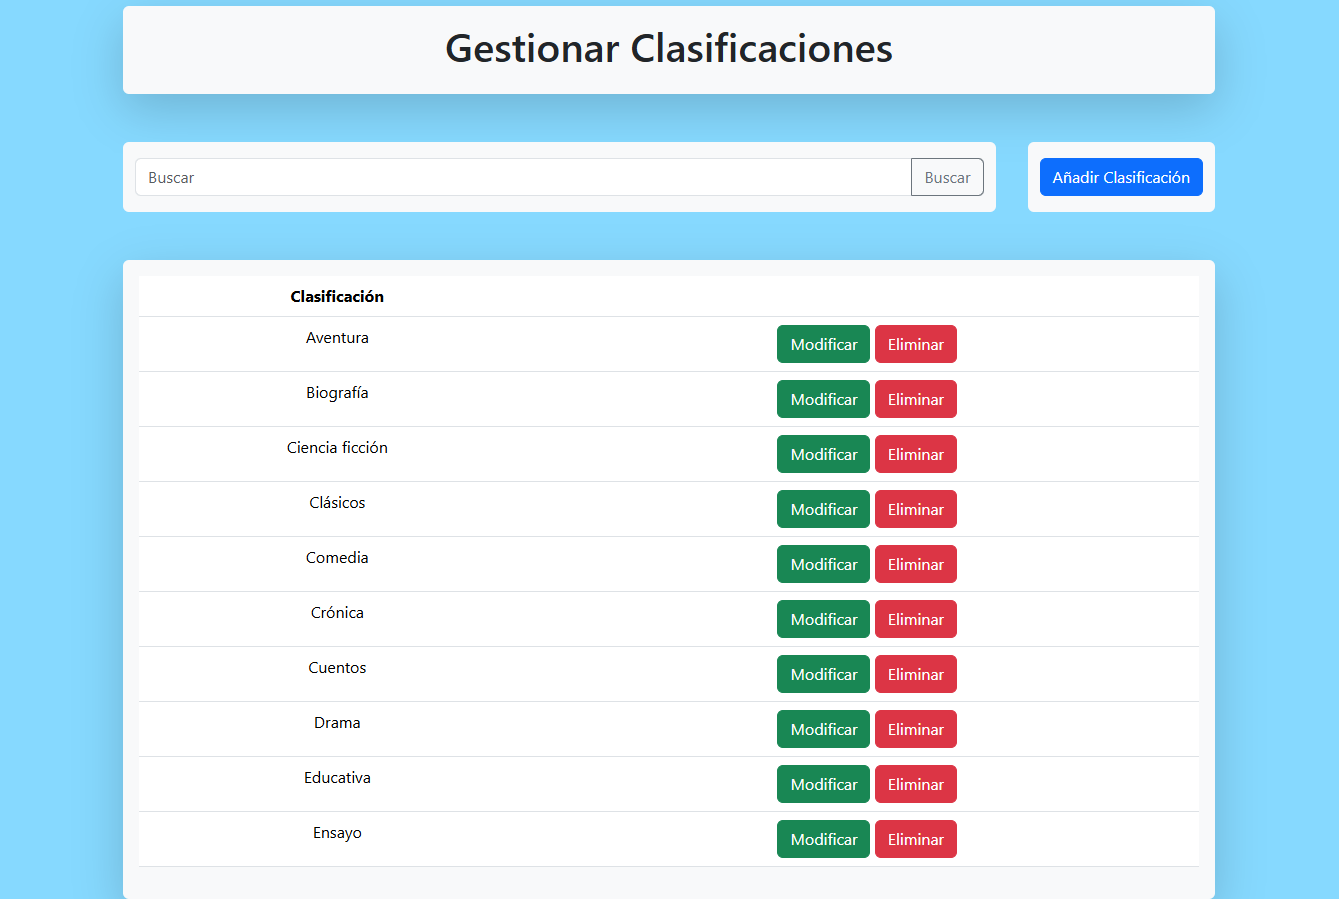 Gestionar Clasificaciones
Buscar Buscar Añadir Clasificación
Clasificación
Aventura Modificar Eliminar
Biografía Modificar Eliminar
Ciencia ficción Modificar Eliminar
Clásicos Modificar Eliminar
Comedia Modificar Eliminar
Crónica Modificar Eliminar
Cuentos Modificar Eliminar
Drama Modificar Eliminar
Educativa Modificar Eliminar
Ensayo Modificar Eliminar